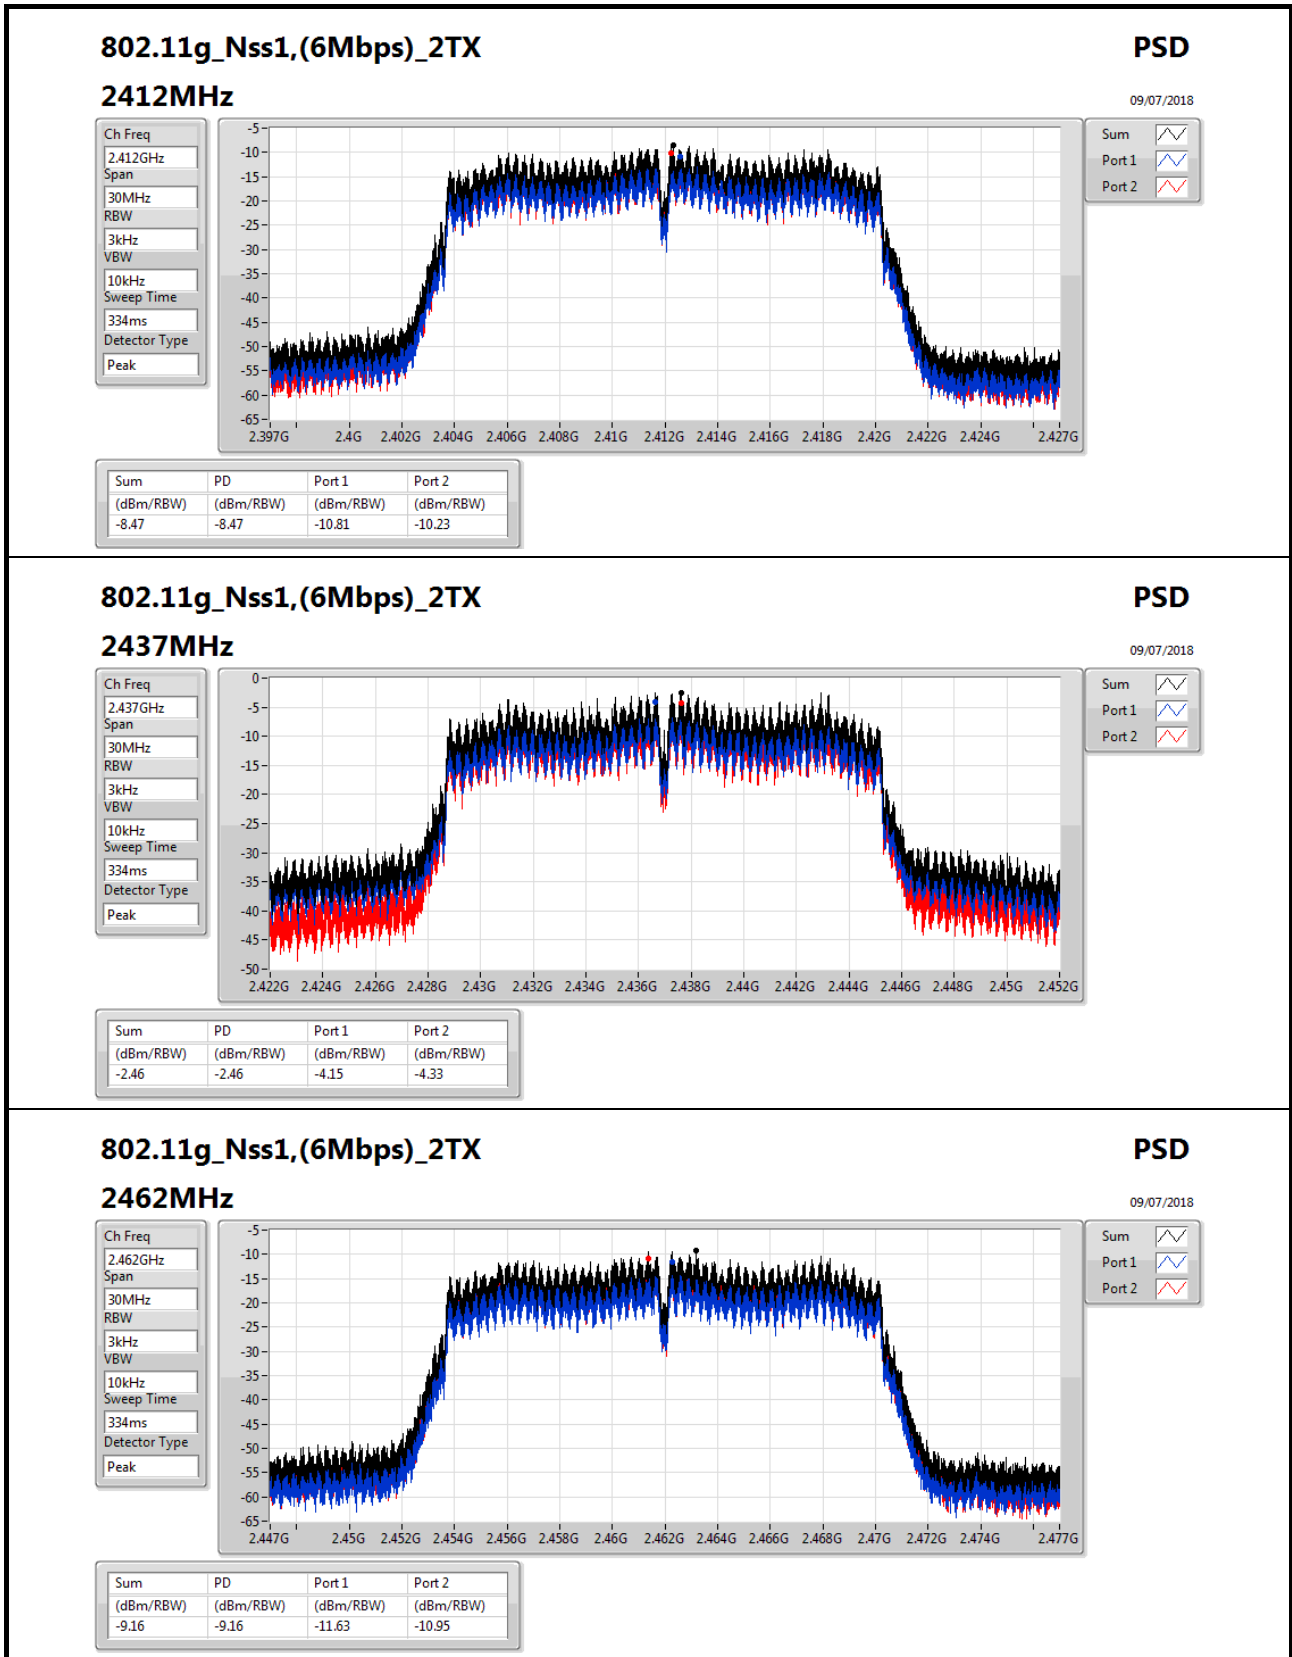 802.11g_Nss1,(6Mbps)_2TX PSD
2412MHz 09/07/2018
Ch Freq
2.412GHz
Span
30MHz
RBW
3kHz
VBW
10kHz
Sweep Time
334ms
Detector Type
Peak
-5
-10
-15
-20
-25
-30
-35
-40
-45
-50
-55
-60
-65
2.397G 2.4G 2.402G 2.404G 2.406G 2.408G 2.41G 2.412G 2.414G 2.416G 2.418G 2.42G 2.422G 2.424G 2.427G
Sum
Port 1
Port 2
Sum PD Port 1 Port 2
(dBm/RBW) (dBm/RBW) (dBm/RBW) (dBm/RBW)
-8.47 -8.47 -10.81 -10.23
802.11g_Nss1,(6Mbps)_2TX PSD
2437MHz 09/07/2018
Ch Freq
2.437GHz
Span
30MHz
RBW
3kHz
VBW
10kHz
Sweep Time
334ms
Detector Type
Peak
0
-5
-10
-15
-20
-25
-30
-35
-40
-45
-50
2.422G 2.424G 2.426G 2.428G 2.43G 2.432G 2.434G 2.436G 2.438G 2.44G 2.442G 2.444G 2.446G 2.448G 2.45G 2.452G
Sum
Port 1
Port 2
Sum PD Port 1 Port 2
(dBm/RBW) (dBm/RBW) (dBm/RBW) (dBm/RBW)
-2.46 -2.46 -4.15 -4.33
802.11g_Nss1,(6Mbps)_2TX PSD
2462MHz 09/07/2018
Ch Freq
2.462GHz
Span
30MHz
RBW
3kHz
VBW
10kHz
Sweep Time
334ms
Detector Type
Peak
-5
-10
-15
-20
-25
-30
-35
-40
-45
-50
-55
-60
-65
2.447G 2.45G 2.452G 2.454G 2.456G 2.458G 2.46G 2.462G 2.464G 2.466G 2.468G 2.47G 2.472G 2.474G 2.477G
Sum
Port 1
Port 2
Sum PD Port 1 Port 2
(dBm/RBW) (dBm/RBW) (dBm/RBW) (dBm/RBW)
-9.16 -9.16 -11.63 -10.95